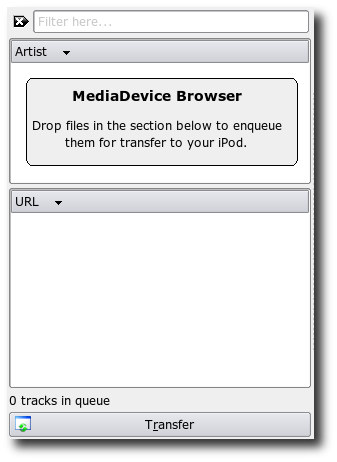 Filter here...
Artist
MediaDevice Browser
Drop files in the section below to enqueue
them for transfer to your iPod.
URL
0 tracks in queue
Transfer